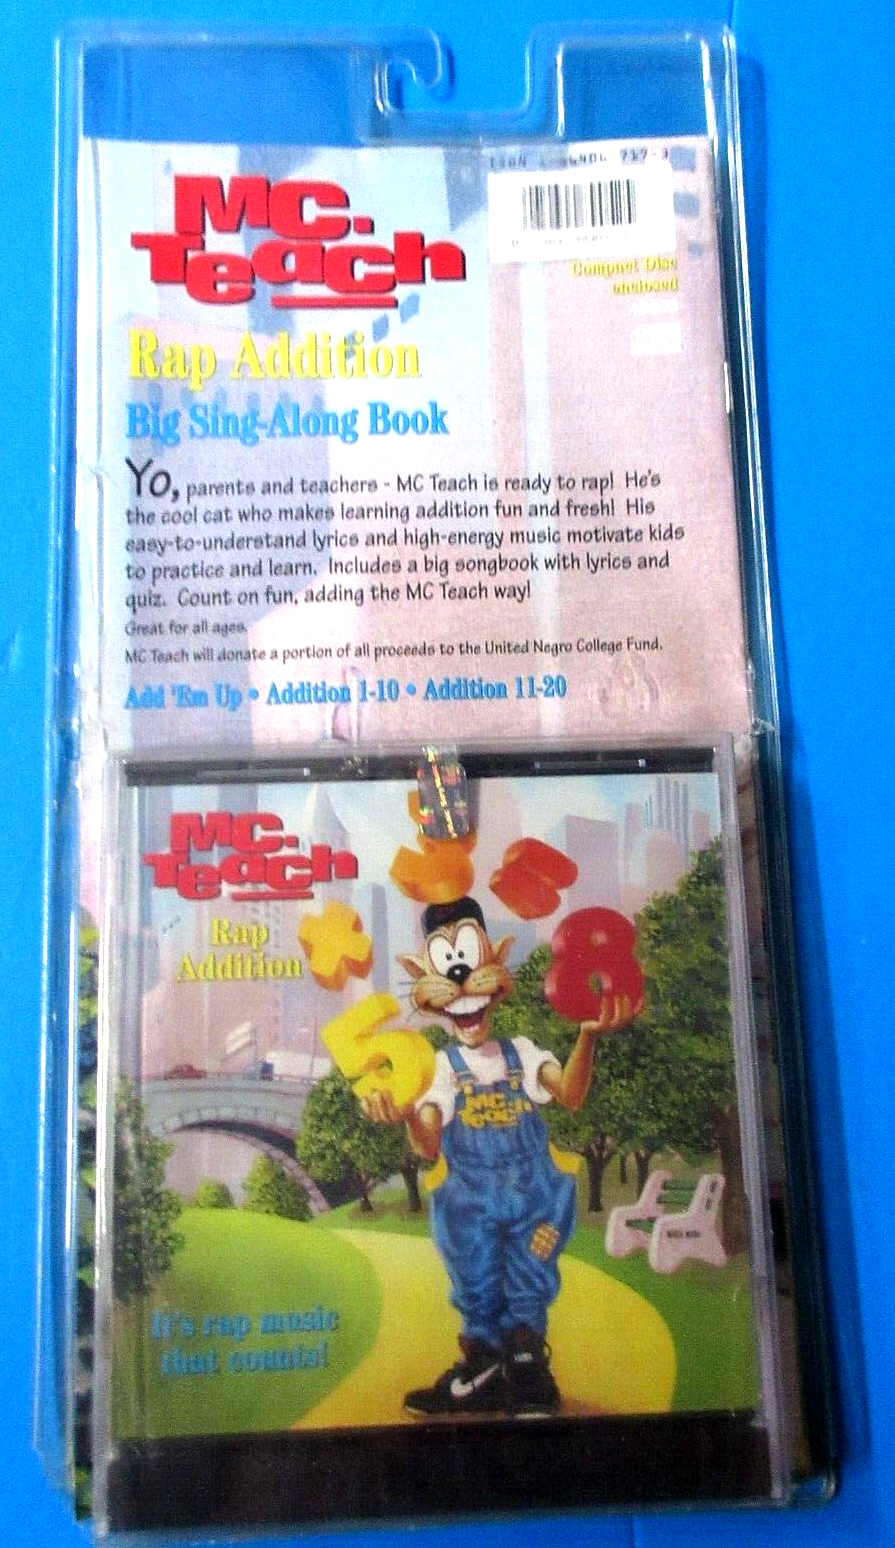 MC.
Teach
Compact Disc
enclosed
Rap Addition
Big Sing-Along Book
Yo, parents and teachers - MC Teach is ready to rap! He's
the cool cat who makes learning addition fun and fresh! His
easy-to-understand lyrics and high-energy music motivate kids
to practice and learn. Includes a big songbook with lyrics and
quiz. Count on fun, adding the MC Teach way!
Great for all ages.
MC Teach will donate a portion of all proceeds to the United Negro College Fund.
Add 'Em Up • Addition 1-10 • Addition 11-20
MC.
Teach
Rap
Addition
8
5
MC.
Teach
It's rap music
that counts!